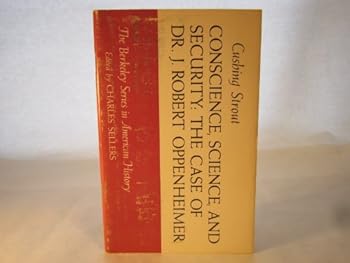 Cushing Strout
CONSCIENCE, SCIENCE, AND
SECURITY: THE CASE OF
DR. J. ROBERT OPPENHEIMER
The Berkeley Series in American History
Edited by CHARLES SELLERS